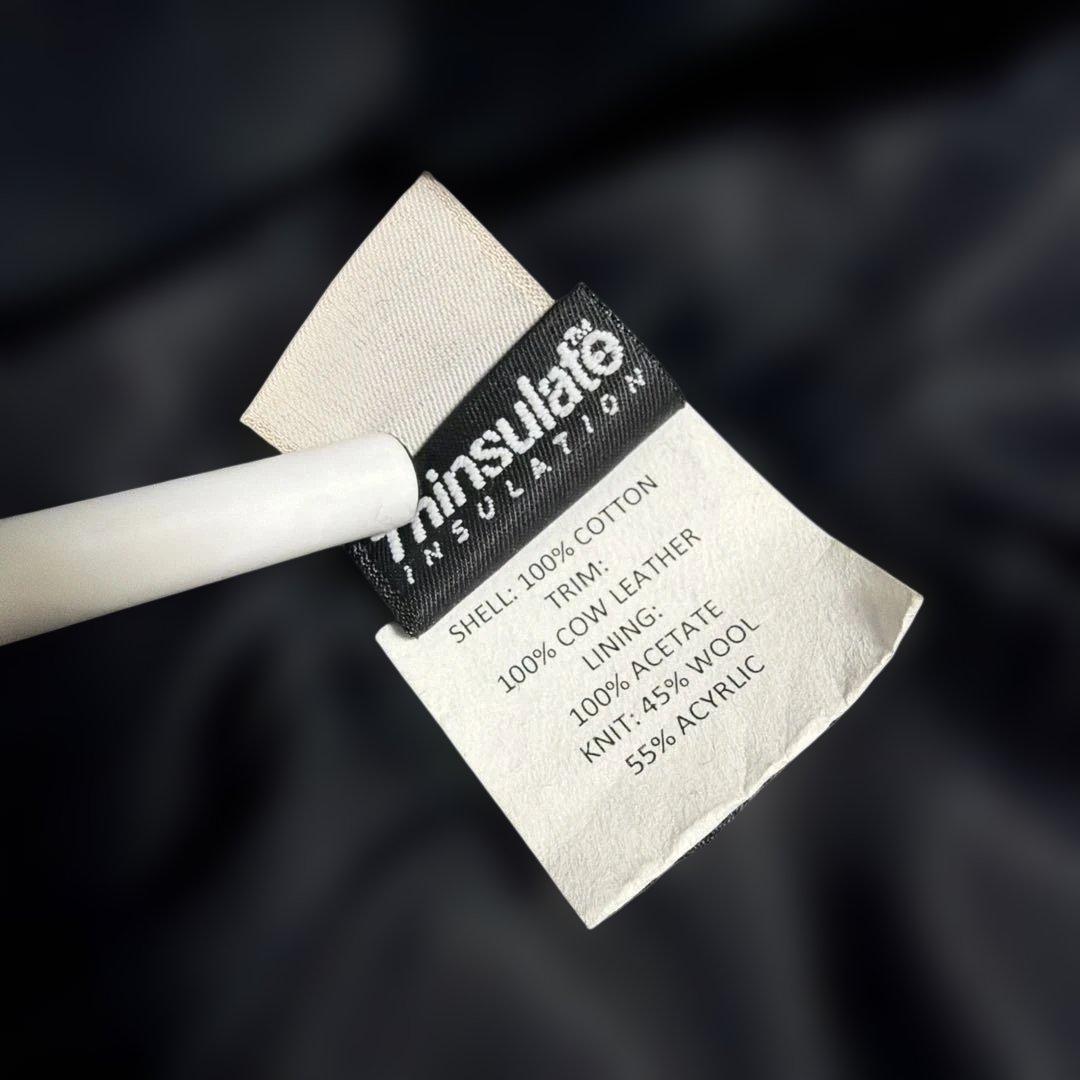 Thinsulate™
INSULATION
SHELL: 100% COTTON
TRIM:
100% COW LEATHER
LINING:
100% ACETATE
KNIT: 45% WOOL
55% ACYRLIC